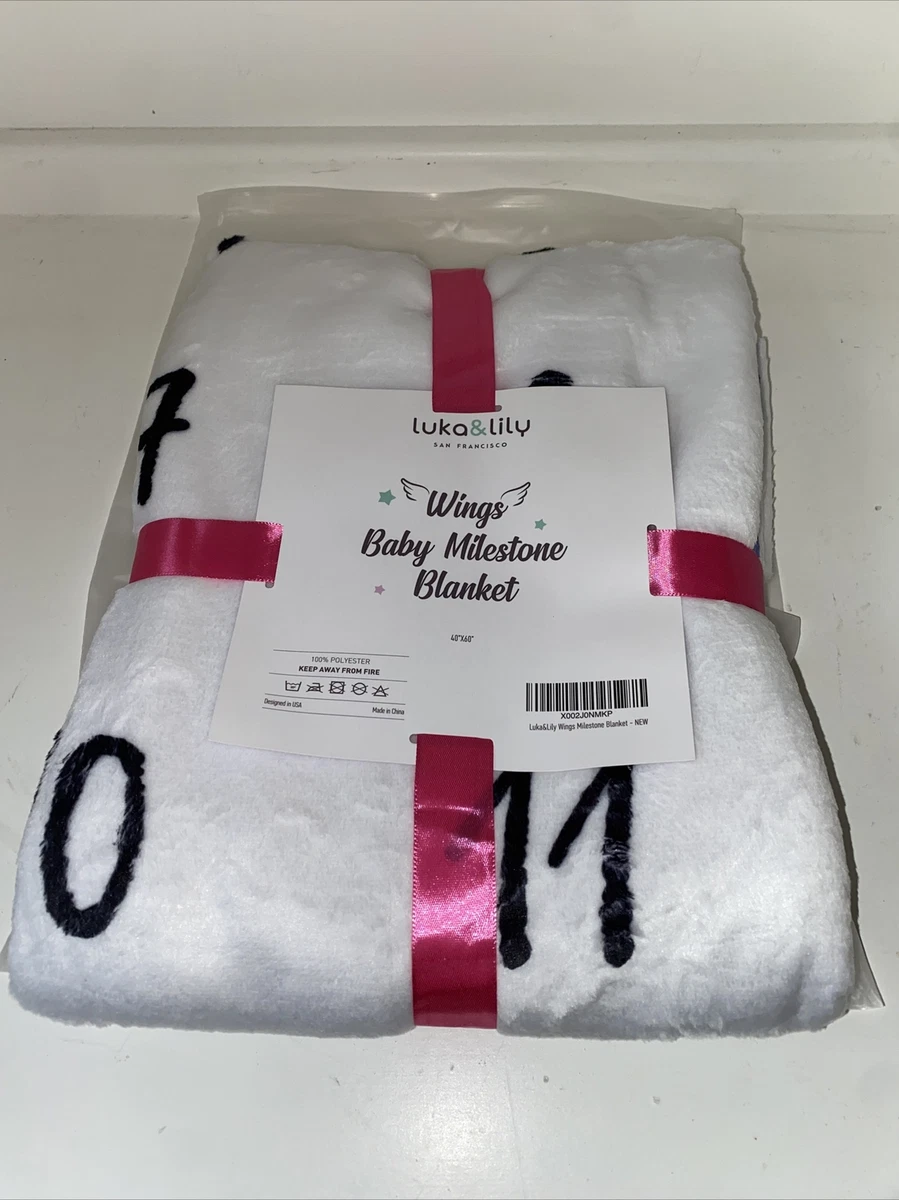 7
luka&lily
SAN FRANCISCO
Wings
Baby Milestone
Blanket
40"X60"
100% POLYESTER
KEEP AWAY FROM FIRE
Designed in USA
Made in China
X002J0NMKP
Luka&Lily Wings Milestone Blanket - NEW
0
11